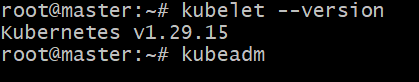 root@master:~# kubelet --version
Kubernetes v1.29.15
root@master:~# kubeadm